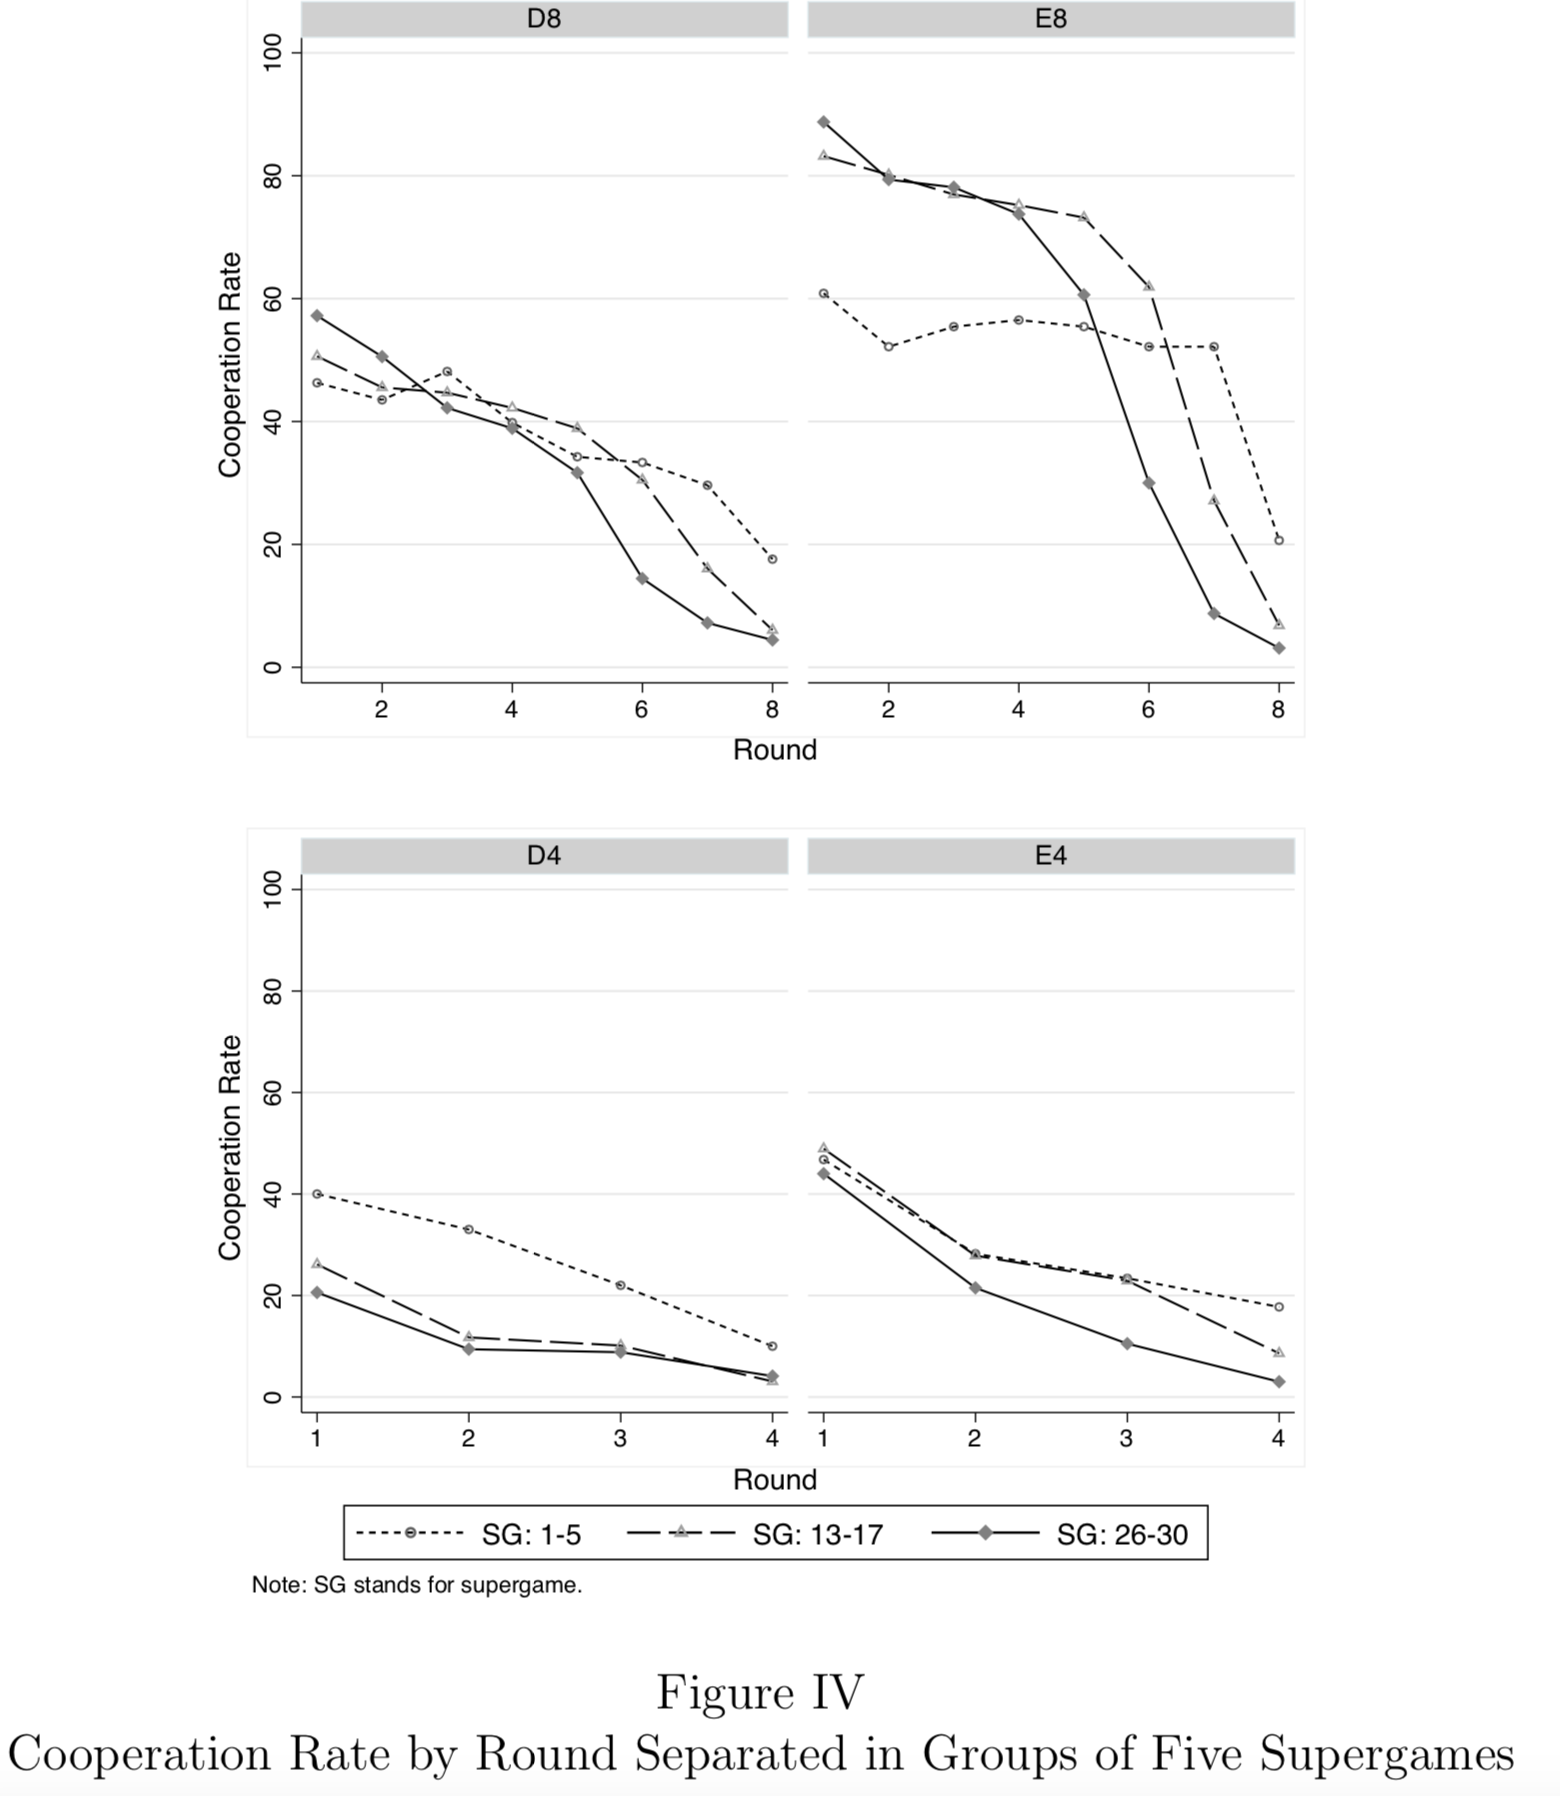 D8 E8
Cooperation Rate
100
80
60
40
20
0
2 4 6 8 2 4 6 8
Round
D4 E4
Cooperation Rate
100
80
60
40
20
0
1 2 3 4 1 2 3 4
Round
SG: 1-5 SG: 13-17 SG: 26-30
Note: SG stands for supergame.
Figure IV
Cooperation Rate by Round Separated in Groups of Five Supergames